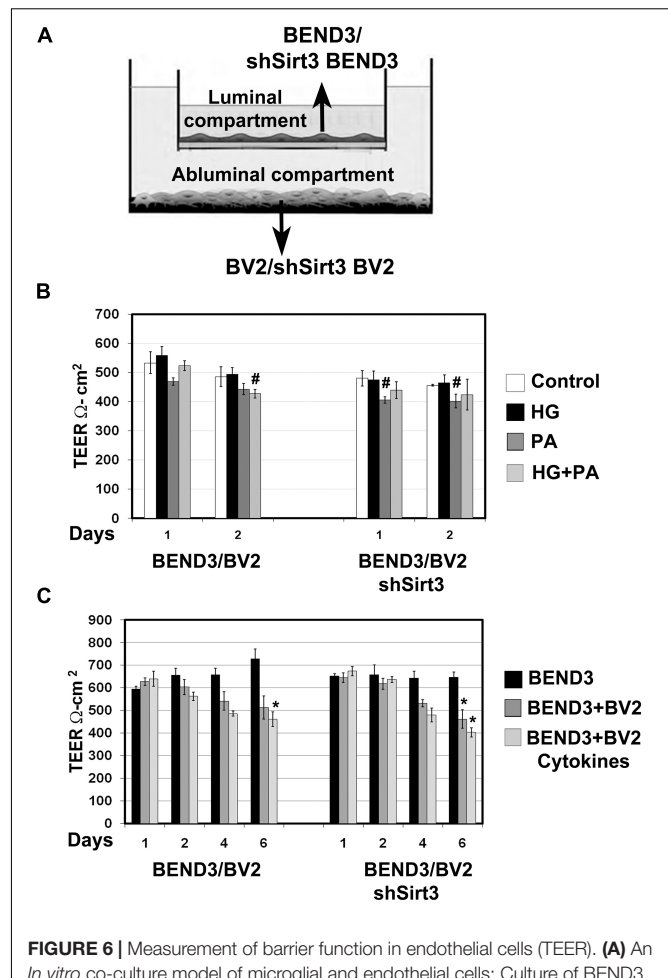 A
BEND3/
shSirt3 BEND3
Luminal
compartment
Abluminal compartment
BV2/shSirt3 BV2
B
700
600
500
400
300
200
100
0
TEER Ω- cm²
#
# #
Control
HG
PA
HG+PA
Days 1 2 1 2
BEND3/BV2 BEND3/BV2
shSirt3
C
900
800
700
600
500
400
300
200
100
0
TEER Ω-cm²
*
* *
BEND3
BEND3+BV2
BEND3+BV2
Cytokines
Days 1 2 4 6 1 2 4 6
BEND3/BV2 BEND3/BV2
shSirt3
FIGURE 6 | Measurement of barrier function in endothelial cells (TEER). (A) An
In vitro co-culture model of microglial and endothelial cells: Culture of BEND3